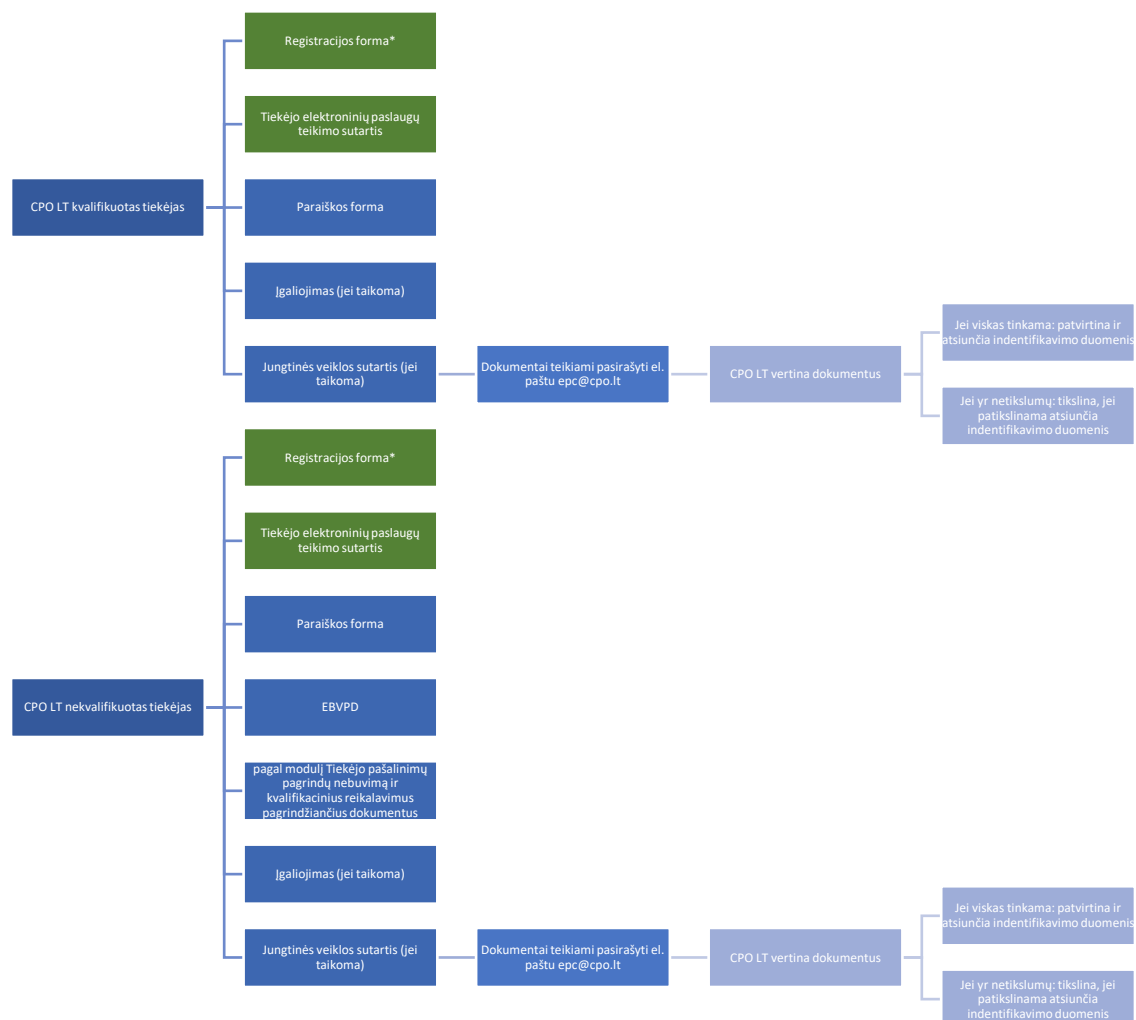 Registracijos forma*
Tiekėjo elektroninių paslaugų
teikimo sutartis
CPO LT kvalifikuotas tiekėjas
Paraiškos forma
Įgaliojimas (jei taikoma)
Jungtinės veiklos sutartis (jei
taikoma)
Dokumentai teikiami pasirašyti el.
paštu epc@cpo.lt
CPO LT vertina dokumentus
Jei viskas tinkama: patvirtina ir
atsiunčia indentifikavimo duomenis
Jei yr netikslumų: tikslina, jei
patikslinama atsiunčia
indentifikavimo duomenis
Registracijos forma*
Tiekėjo elektroninių paslaugų
teikimo sutartis
Paraiškos forma
CPO LT nekvalifikuotas tiekėjas
EBVPD
pagal modulį Tiekėjo pašalinimų
pagrindų nebuvimą ir
kvalifikacinius reikalavimus
pagrindžiančius dokumentus
Įgaliojimas (jei taikoma)
Jungtinės veiklos sutartis (jei
taikoma)
Dokumentai teikiami pasirašyti el.
paštu epc@cpo.lt
CPO LT vertina dokumentus
Jei viskas tinkama: patvirtina ir
atsiunčia indentifikavimo duomenis
Jei yr netikslumų: tikslina, jei
patikslinama atsiunčia
indentifikavimo duomenis